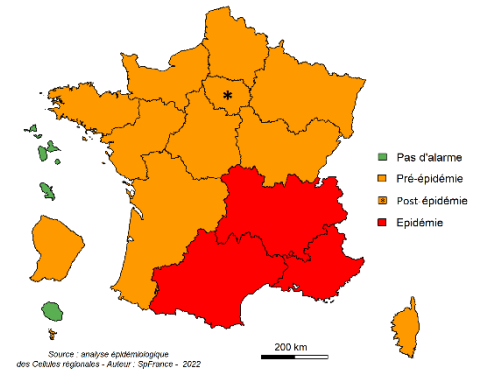 *
Pas d'alarme
Pré-épidémie
* Post épidémie
Epidémie
200 km
Source : analyse épidémiologique
des Cellules régionales - Auteur : SpFrance - 2022